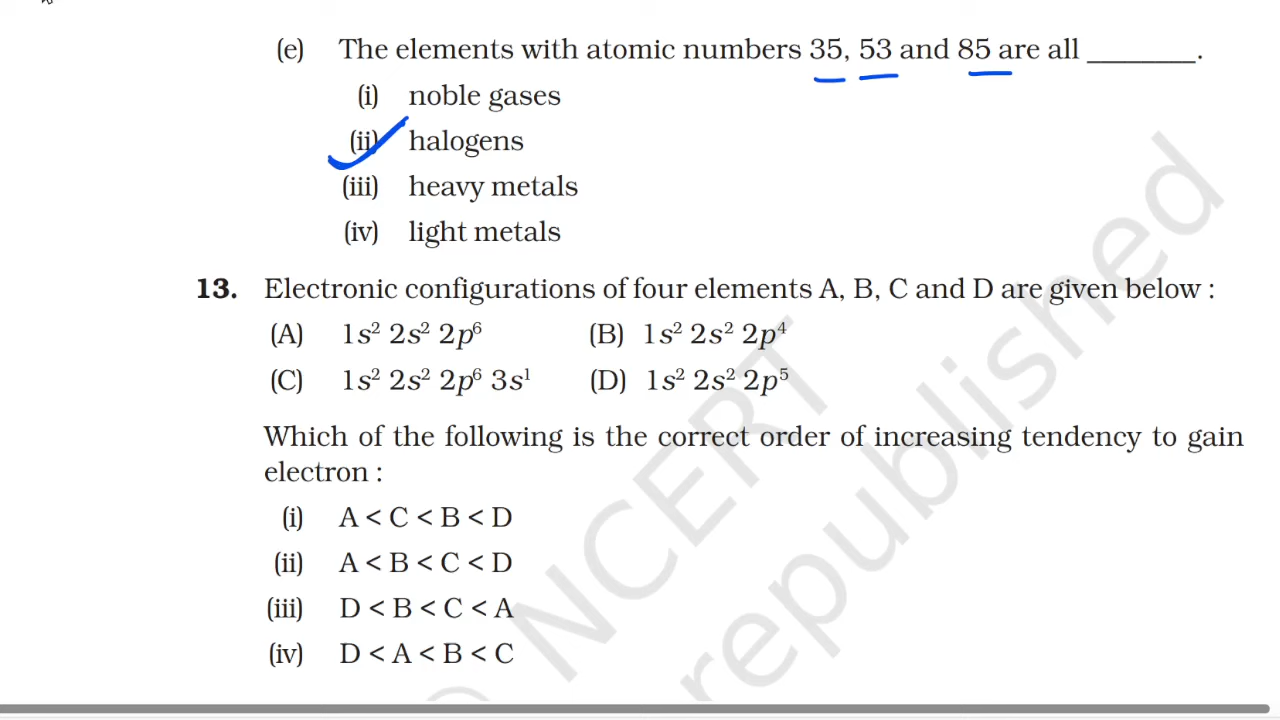 (e) The elements with atomic numbers 35, 53 and 85 are all ________.
(i) noble gases
(ii) halogens
(iii) heavy metals
(iv) light metals
13. Electronic configurations of four elements A, B, C and D are given below :
(A) 1s² 2s² 2p⁶ (B) 1s² 2s² 2p⁴
(C) 1s² 2s² 2p⁶ 3s¹ (D) 1s² 2s² 2p⁵
Which of the following is the correct order of increasing tendency to gain
electron :
(i) A < C < B < D
(ii) A < B < C < D
(iii) D < B < C < A
(iv) D < A < B < C
© NCERT
republished